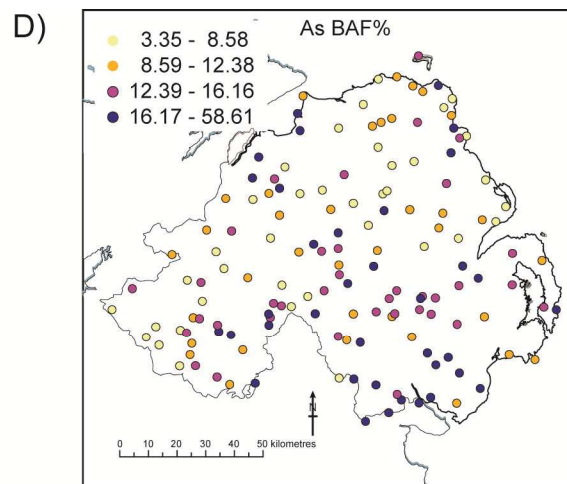 D)
As BAF%
3.35 - 8.58
8.59 - 12.38
12.39 - 16.16
16.17 - 58.61
N
0 10 20 30 40 50 kilometres